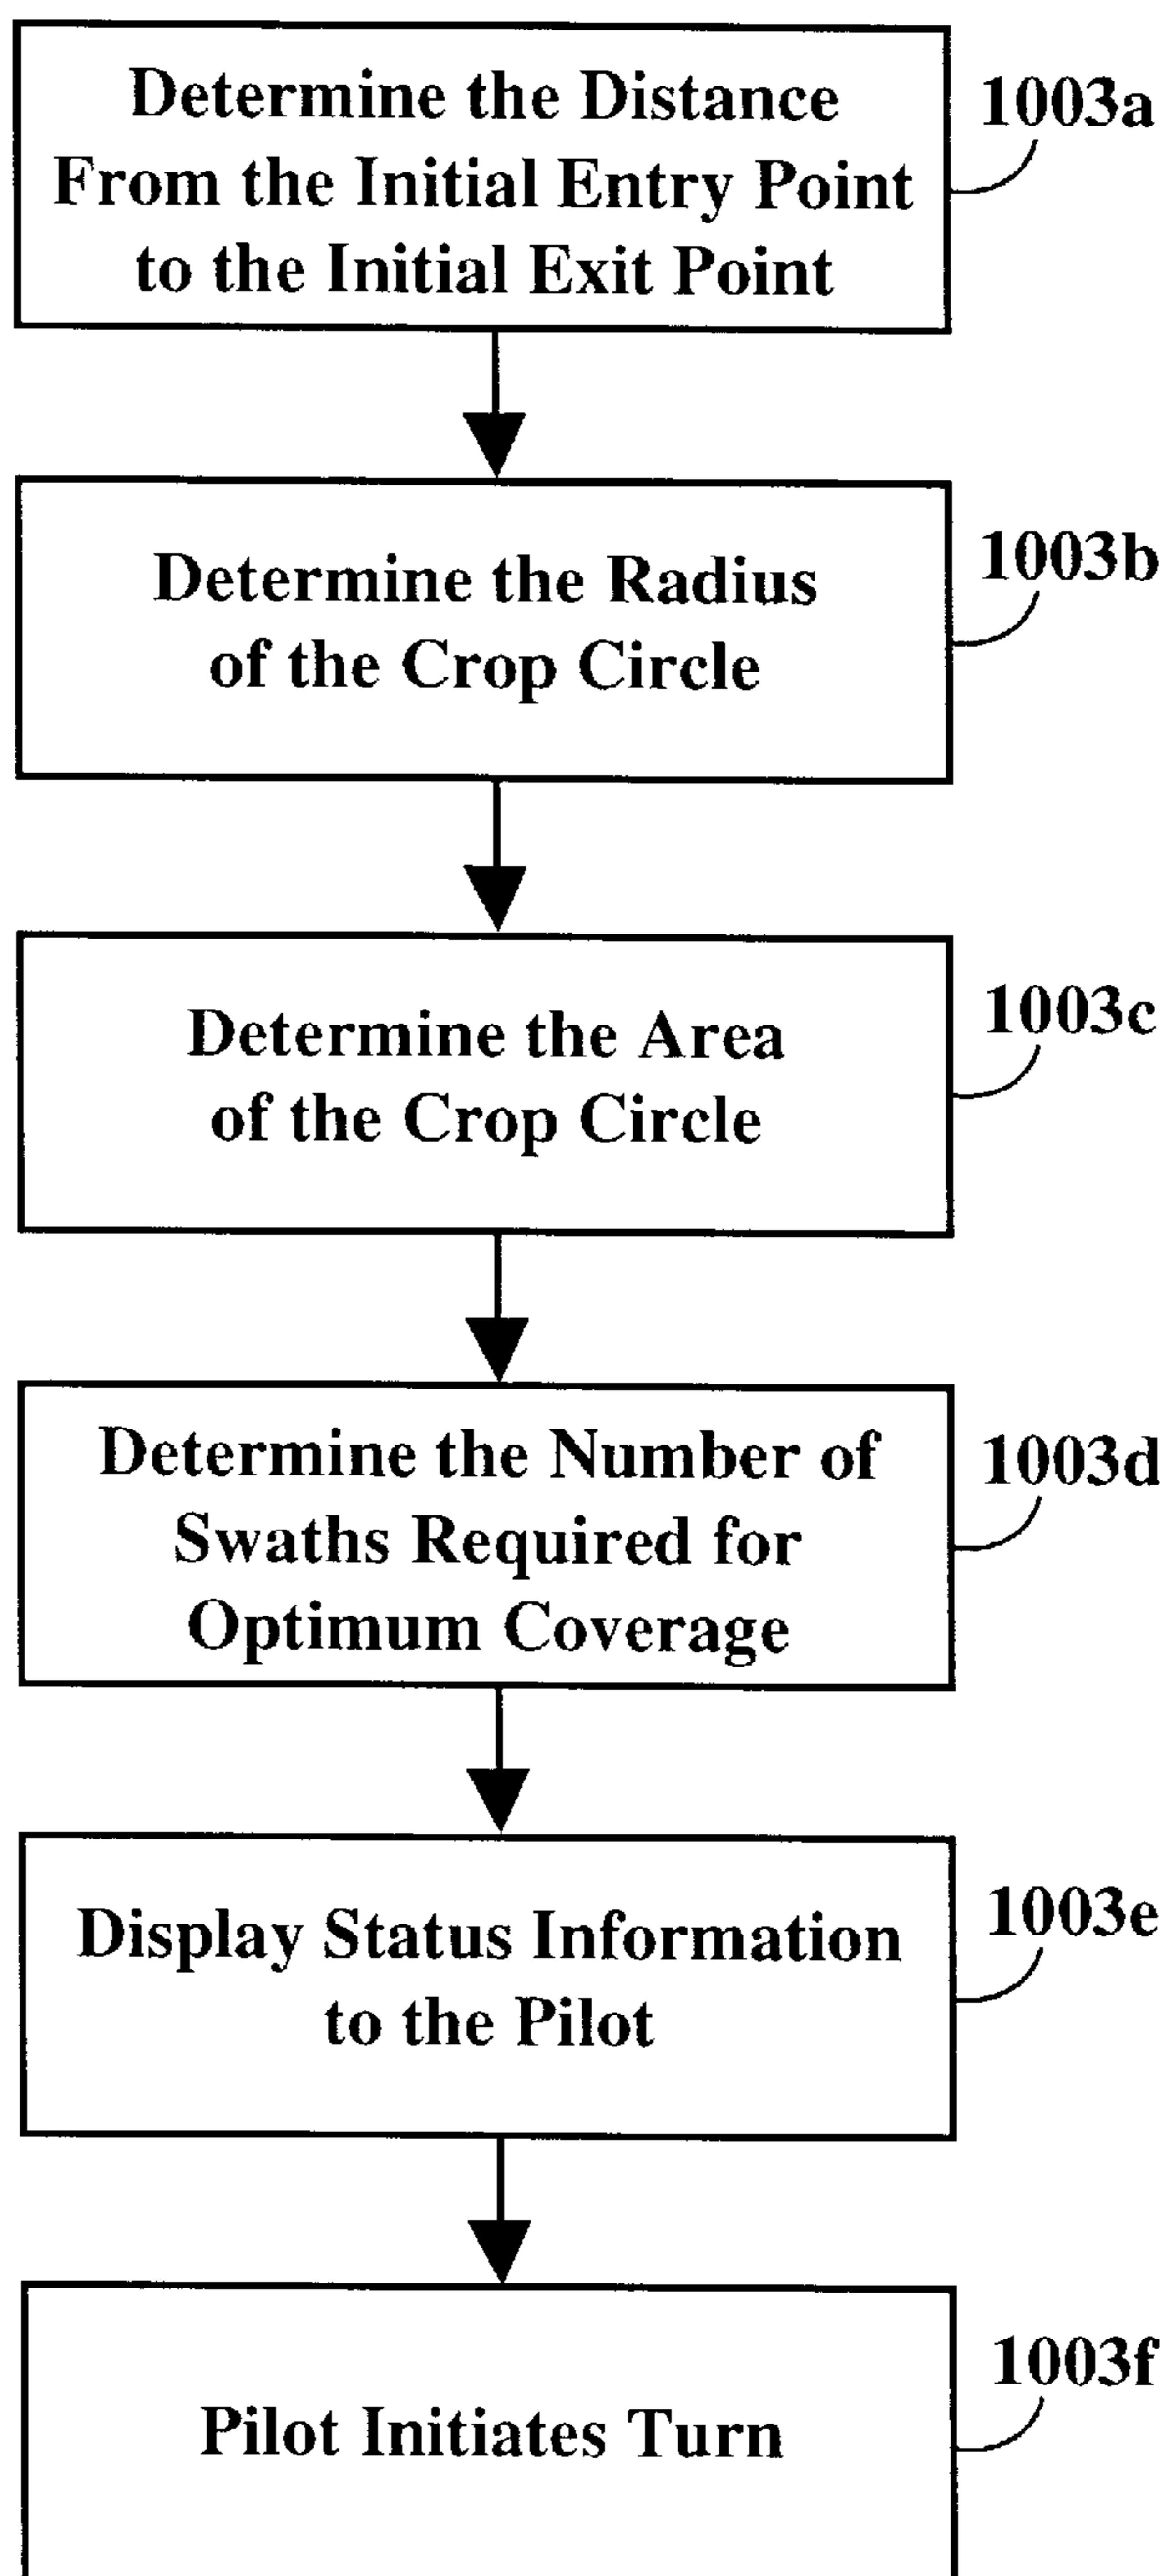 Determine the Distance
From the Initial Entry Point
to the Initial Exit Point
1003a
Determine the Radius
of the Crop Circle
1003b
Determine the Area
of the Crop Circle
1003c
Determine the Number of
Swaths Required for
Optimum Coverage
1003d
Display Status Information
to the Pilot
1003e
Pilot Initiates Turn
1003f